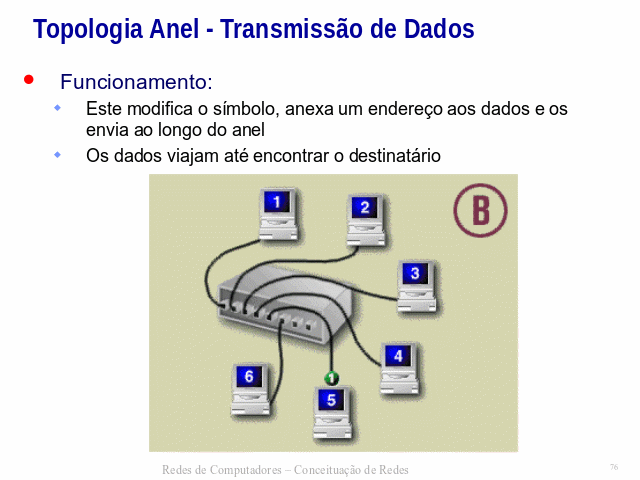 Topologia Anel - Transmissão de Dados
Funcionamento:
Este modifica o símbolo, anexa um endereço aos dados e os
envia ao longo do anel
Os dados viajam até encontrar o destinatário
B
1
2
3
4
6
1
5
Redes de Computadores – Conceituação de Redes
76